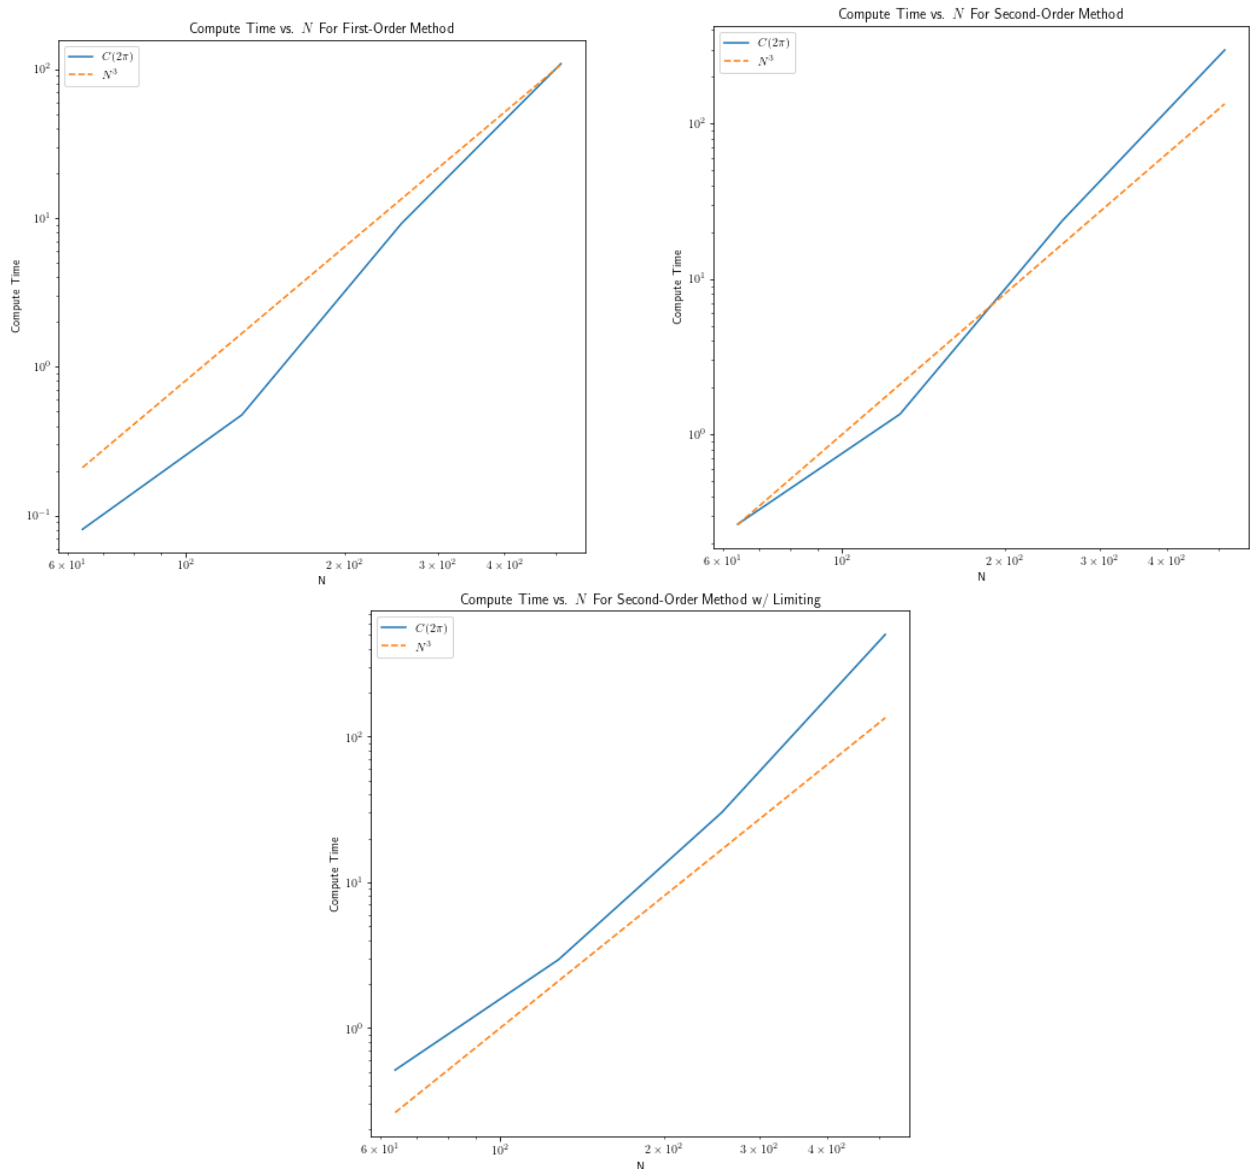 Compute Time vs. N For First-Order Method
C(2π)
N³
10²
10¹
10⁰
10⁻¹
Compute Time
6 × 10¹
10²
2 × 10²
3 × 10²
4 × 10²
N
Compute Time vs. N For Second-Order Method
C(2π)
N³
10²
10¹
10⁰
Compute Time
6 × 10¹
10²
2 × 10²
3 × 10²
4 × 10²
N
Compute Time vs. N For Second-Order Method w/ Limiting
C(2π)
N³
10²
10¹
10⁰
Compute Time
6 × 10¹
10²
2 × 10²
3 × 10²
4 × 10²
N